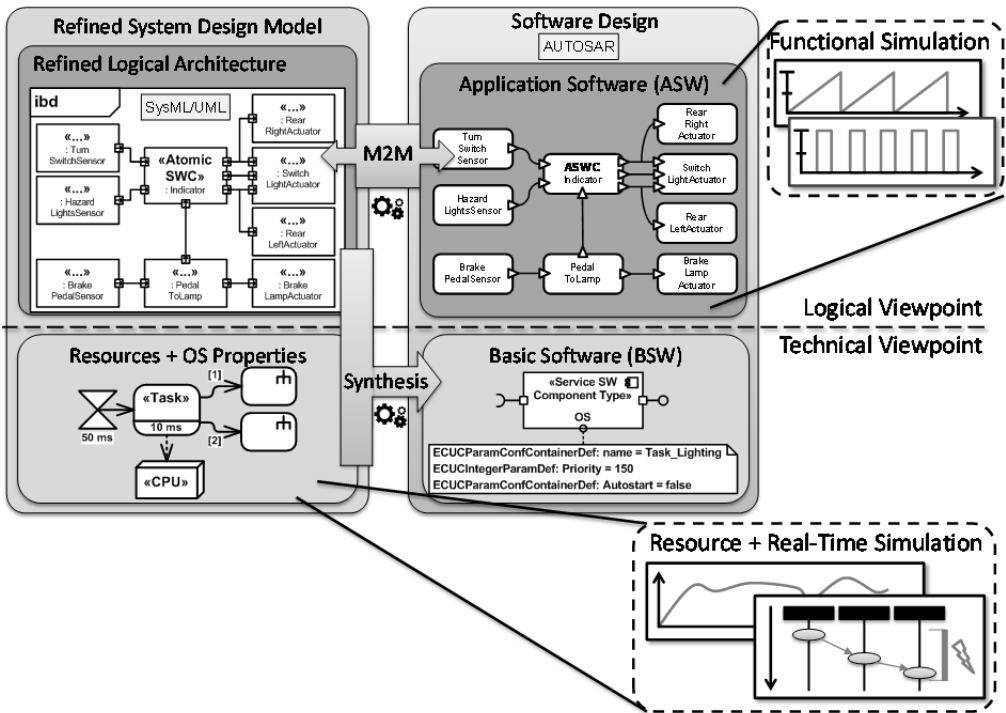 Refined System Design Model
Refined Logical Architecture
ibd
SysML/UML
«...»
: Turn
SwitchSensor
«...»
: Hazard
LightsSensor
«Atomic
SWC»
: Indicator
«...»
: Rear
RightActuator
«...»
: Switch
LightActuator
«...»
: Rear
LeftActuator
«...»
: Brake
PedalSensor
«...»
: Pedal
ToLamp
«...»
: Brake
LampActuator
M2M
Software Design
AUTOSAR
Application Software (ASW)
Turn
Switch
Sensor
Hazard
LightsSensor
ASWC
Indicator
Rear
Right
Actuator
Switch
LightActuator
Rear
LeftActuator
Brake
PedalSensor
Pedal
ToLamp
Brake
Lamp
Actuator
Functional Simulation
Logical Viewpoint
Technical Viewpoint
Resources + OS Properties
50 ms
«Task»
10 ms
[1]
[2]
«CPU»
Synthesis
Basic Software (BSW)
«Service SW
Component Type»
OS
ECUCParamConfContainerDef: name = Task_Lighting
ECUCIntegerParamDef: Priority = 150
ECUCParamConfContainerDef: Autostart = false
Resource + Real-Time Simulation